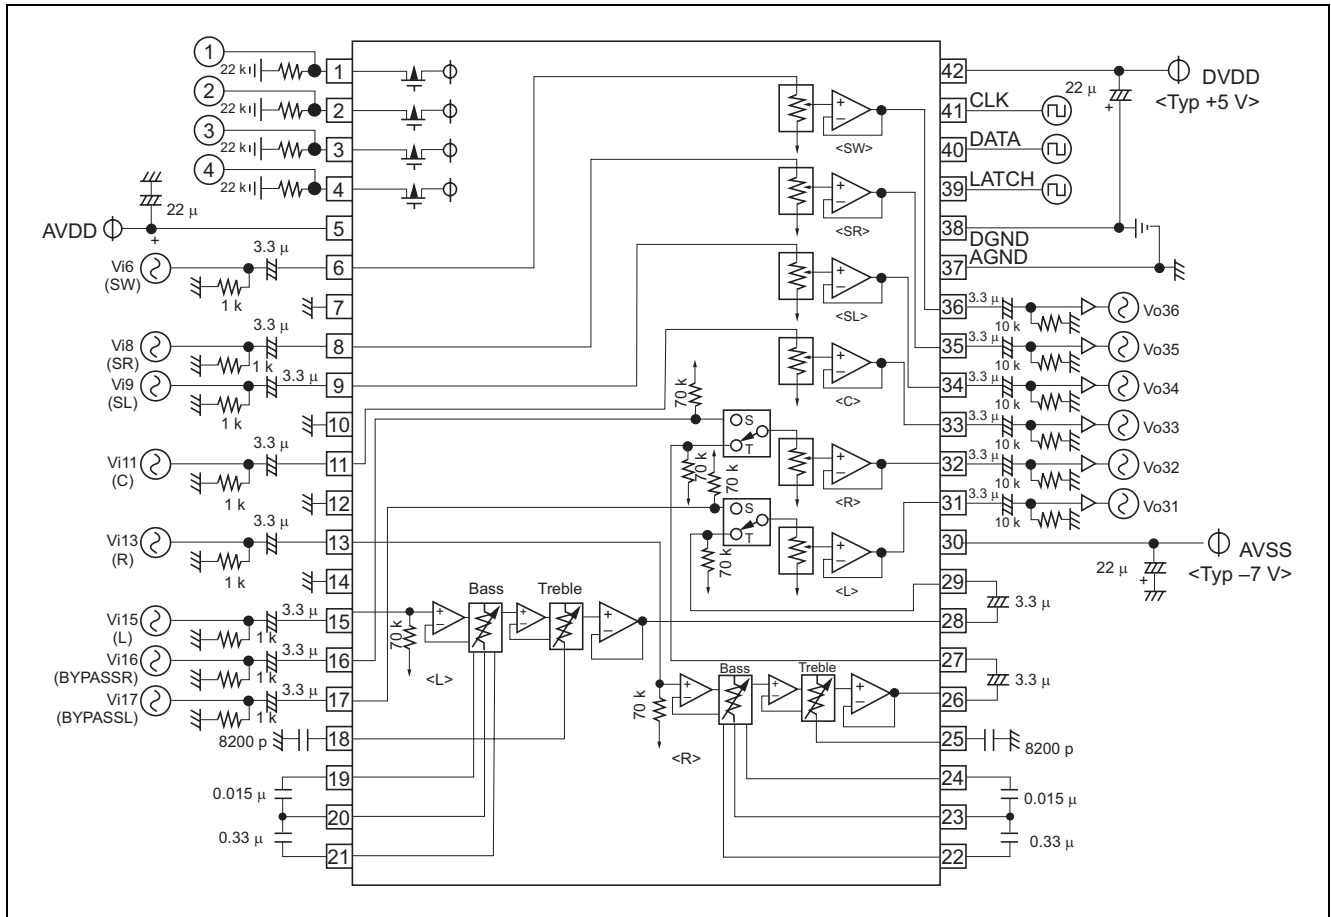 1
22 k
1
2
22 k
2
3
22 k
3
4
22 k
4
22 μ
+
AVDD
5
3.3 μ
Vi6
(SW)
1 k
6
7
3.3 μ
Vi8
(SR)
1 k
8
Vi9
(SL)
3.3 μ
1 k
9
10
3.3 μ
Vi11
(C)
1 k
11
12
3.3 μ
Vi13
(R)
1 k
13
14
3.3 μ
Vi15
(L)
1 k
15
Vi16
(BYPASSR)
3.3 μ
1 k
16
Vi17
(BYPASSL)
3.3 μ
1 k
17
8200 p
18
19
0.015 μ
20
0.33 μ
21
+
–
<SW>
+
–
<SR>
+
–
<SL>
+
–
<C>
70 k
S
T
70 k
+
–
<R>
70 k
S
T
70 k
+
–
<L>
Bass
Treble
70 k
+
–
+
–
+
–
<L>
Bass
Treble
70 k
+
–
+
–
+
–
<R>
42
22 μ
+
DVDD
<Typ +5 V>
41
CLK
40
DATA
39
LATCH
38
DGND
AGND
37
36
3.3 μ
10 k
Vo36
35
3.3 μ
10 k
Vo35
34
3.3 μ
10 k
Vo34
33
3.3 μ
10 k
Vo33
32
3.3 μ
10 k
Vo32
31
3.3 μ
10 k
Vo31
30
AVSS
<Typ –7 V>
22 μ
+
29
3.3 μ
28
27
3.3 μ
26
25
8200 p
24
0.015 μ
23
0.33 μ
22